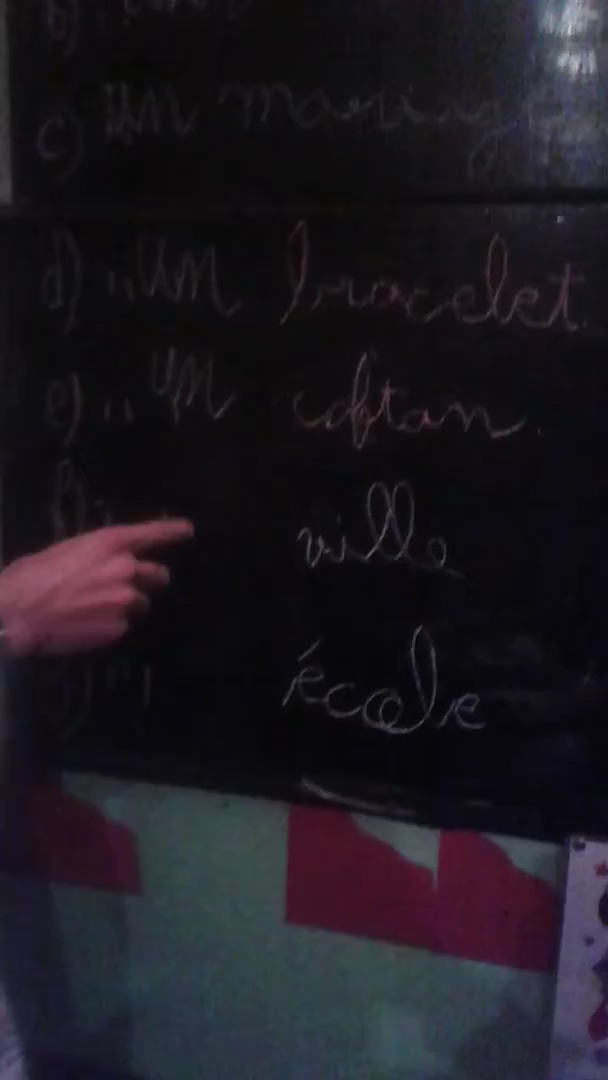 c) un mariage
d) ,, un bracelet.
e) ,, un caftan.
f) ville
g) " école